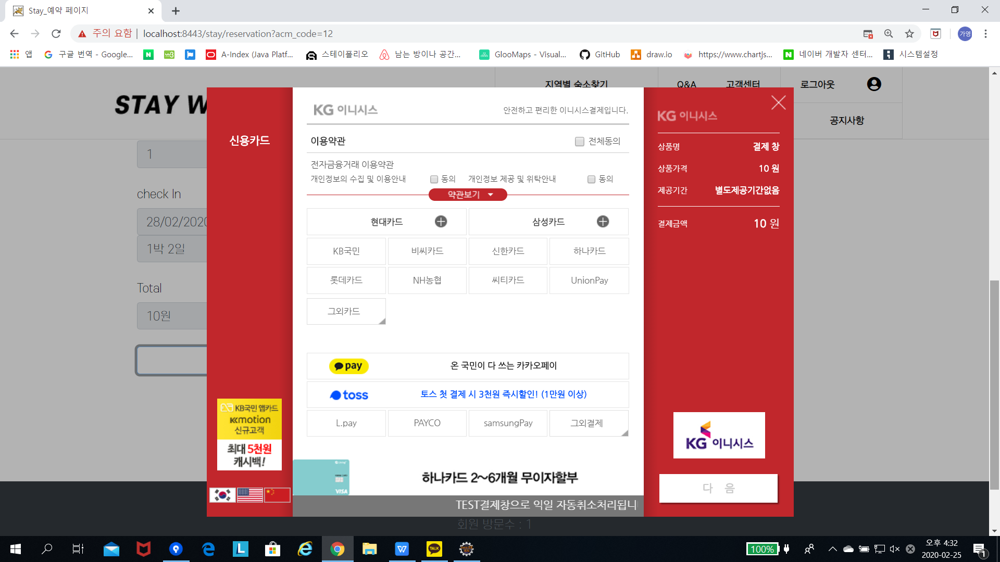 Stay_예약 페이지
주의 요함 | localhost:8443/stay/reservation?acm_code=12
가영
앱
구글 번역 - Google...
A-Index (Java Platf...
스테이폴리오
남는 방이나 공간...
GlooMaps - Visual...
GitHub
draw.io
https://www.chartjs...
네이버 개발자 센터...
시스템설정
지역별 숙소찾기
Q&A
고객센터
로그아웃
공지사항
STAY W
1
check In
28/02/2020
1박 2일
Total
10원
신용카드
KB국민 앱카드
motion
신규고객
최대 5천원
캐시백!
KG 이니시스
안전하고 편리한 이니시스결제입니다.
이용약관
전체동의
전자금융거래 이용약관
개인정보의 수집 및 이용안내 동의 개인정보 제공 및 위탁안내 동의
약관보기
현대카드 삼성카드
KB국민 비씨카드 신한카드 하나카드
롯데카드 NH농협 씨티카드 UnionPay
그외카드
pay 온 국민이 다 쓰는 카카오페이
toss 토스 첫 결제 시 3천원 즉시할인! (1만원 이상)
L.pay PAYCO samsungPay 그외결제
VISA
하나카드 2~6개월 무이자할부
TEST결제창으로 익일 자동취소처리됩니
KG 이니시스
상품명 결제 창
상품가격 10 원
제공기간 별도제공기간없음
결제금액 10 원
KG 이니시스
다 음
회원 방문수 : 1
TALK
100%
오후 4:32
2020-02-25
1